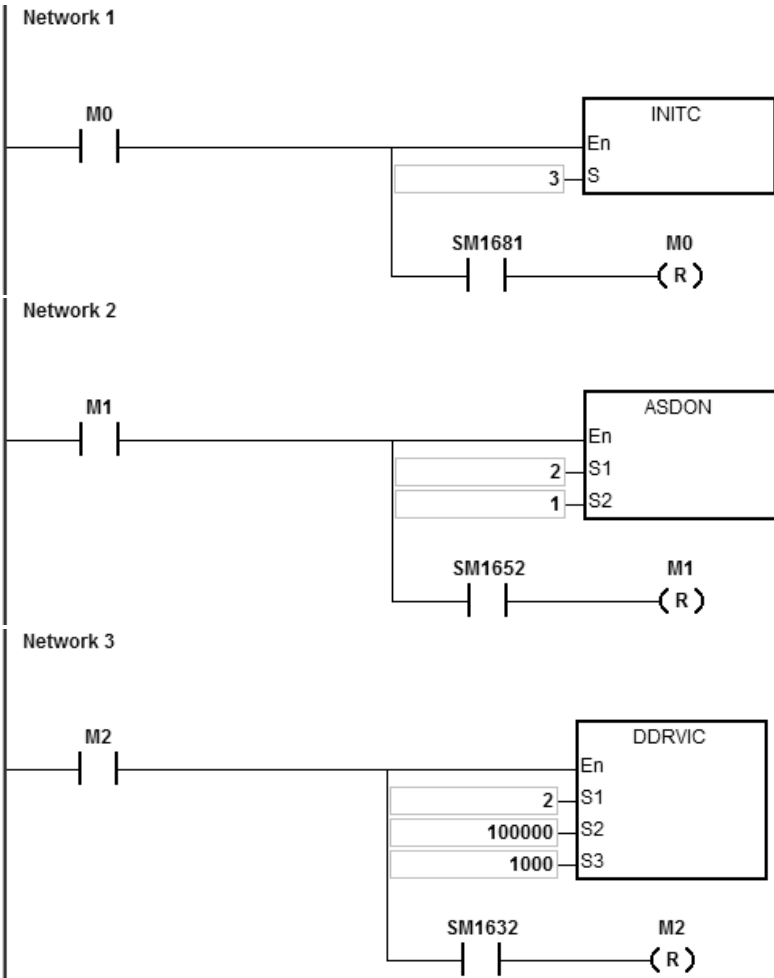 Network 1
M0
INITC
En
3 S
SM1681 M0
( R )
Network 2
M1
ASDON
En
2 S1
1 S2
SM1652 M1
( R )
Network 3
M2
DDRVIC
En
2 S1
100000 S2
1000 S3
SM1632 M2
( R )